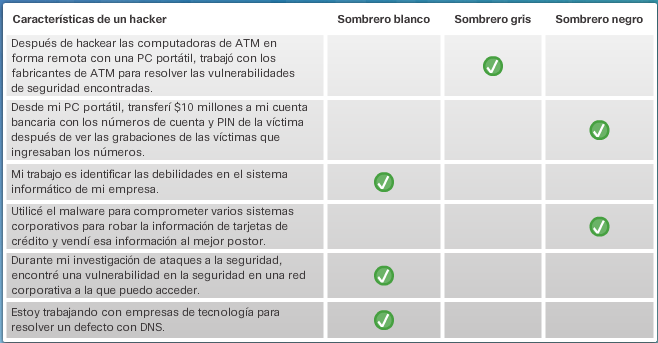 Características de un hacker
Sombrero blanco
Sombrero gris
Sombrero negro
Después de hackear las computadoras de ATM en
forma remota con una PC portátil, trabajó con los
fabricantes de ATM para resolver las vulnerabilidades
de seguridad encontradas.
Desde mi PC portátil, transferí $10 millones a mi cuenta
bancaria con los números de cuenta y PIN de la víctima
después de ver las grabaciones de las víctimas que
ingresaban los números.
Mi trabajo es identificar las debilidades en el sistema
informático de mi empresa.
Utilicé el malware para comprometer varios sistemas
corporativos para robar la información de tarjetas de
crédito y vendí esa información al mejor postor.
Durante mi investigación de ataques a la seguridad,
encontré una vulnerabilidad en la seguridad en una red
corporativa a la que puedo acceder.
Estoy trabajando con empresas de tecnología para
resolver un defecto con DNS.